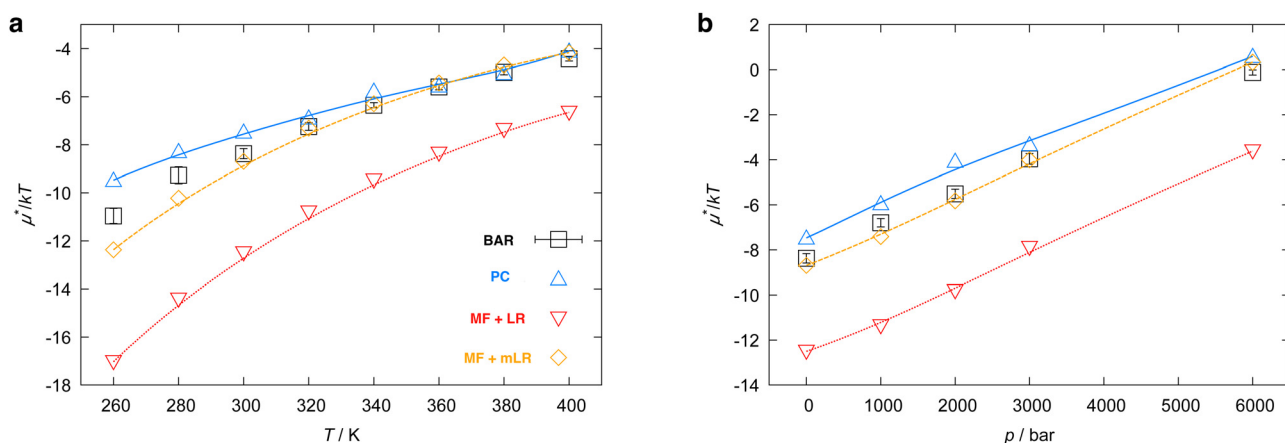 a
-4
-6
-8
-10
-12
-14
-16
-18
μ*/kT
260 280 300 320 340 360 380 400
T / K
BAR
PC
MF + LR
MF + mLR
b
2
0
-2
-4
-6
-8
-10
-12
-14
μ*/kT
0 1000 2000 3000 4000 5000 6000
p / bar